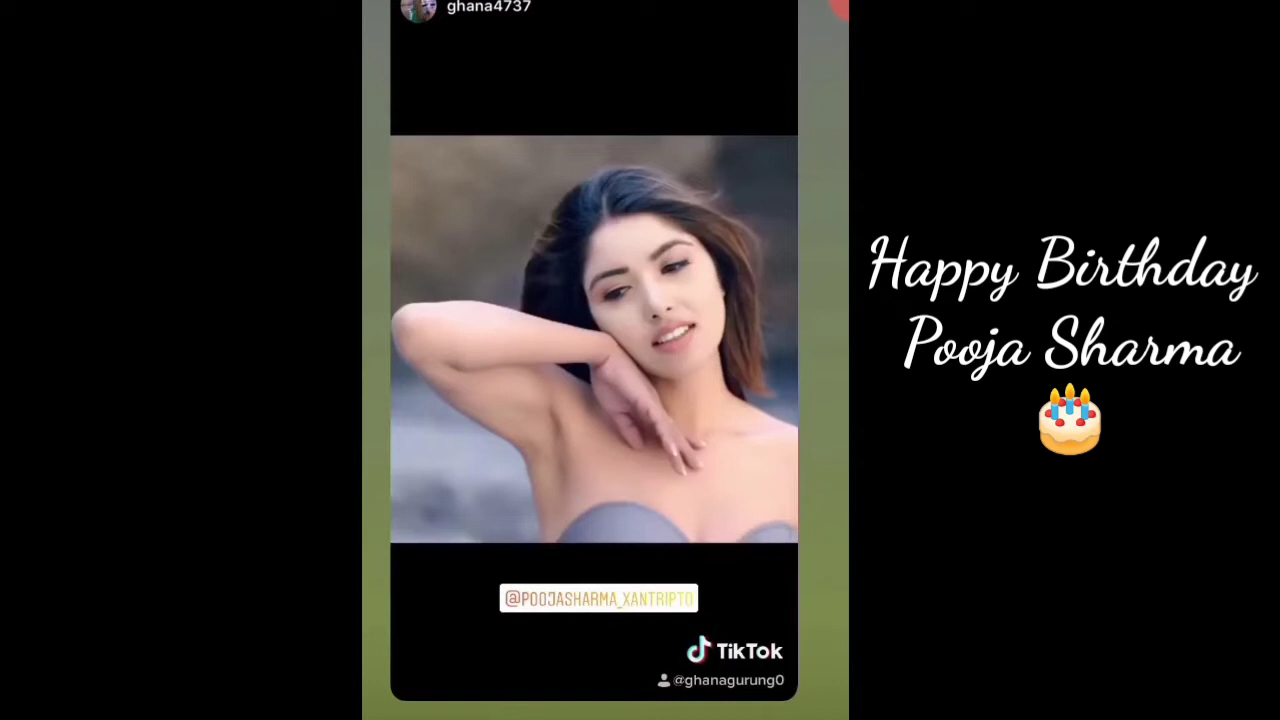 ghana4737
Happy Birthday
Pooja Sharma
@POOJASHARMA_XANTRIPTO
TikTok
@ghanagurung0